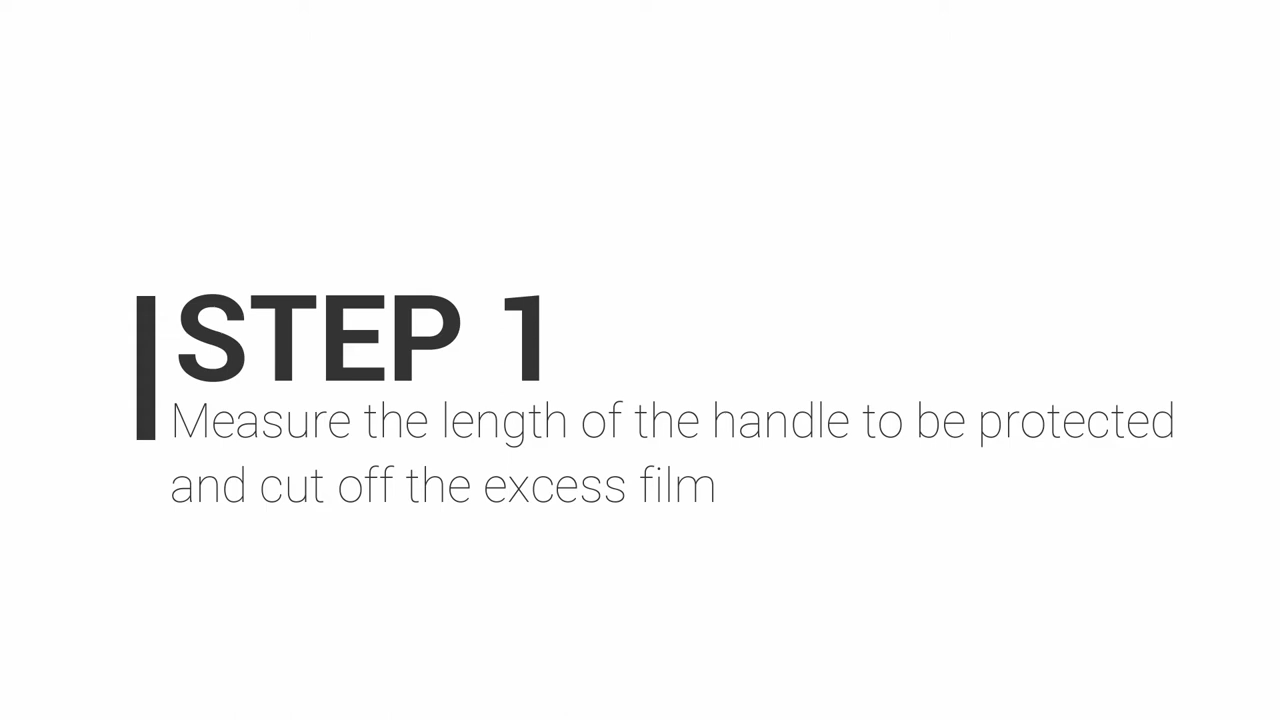 STEP 1
Measure the length of the handle to be protected
and cut off the excess film